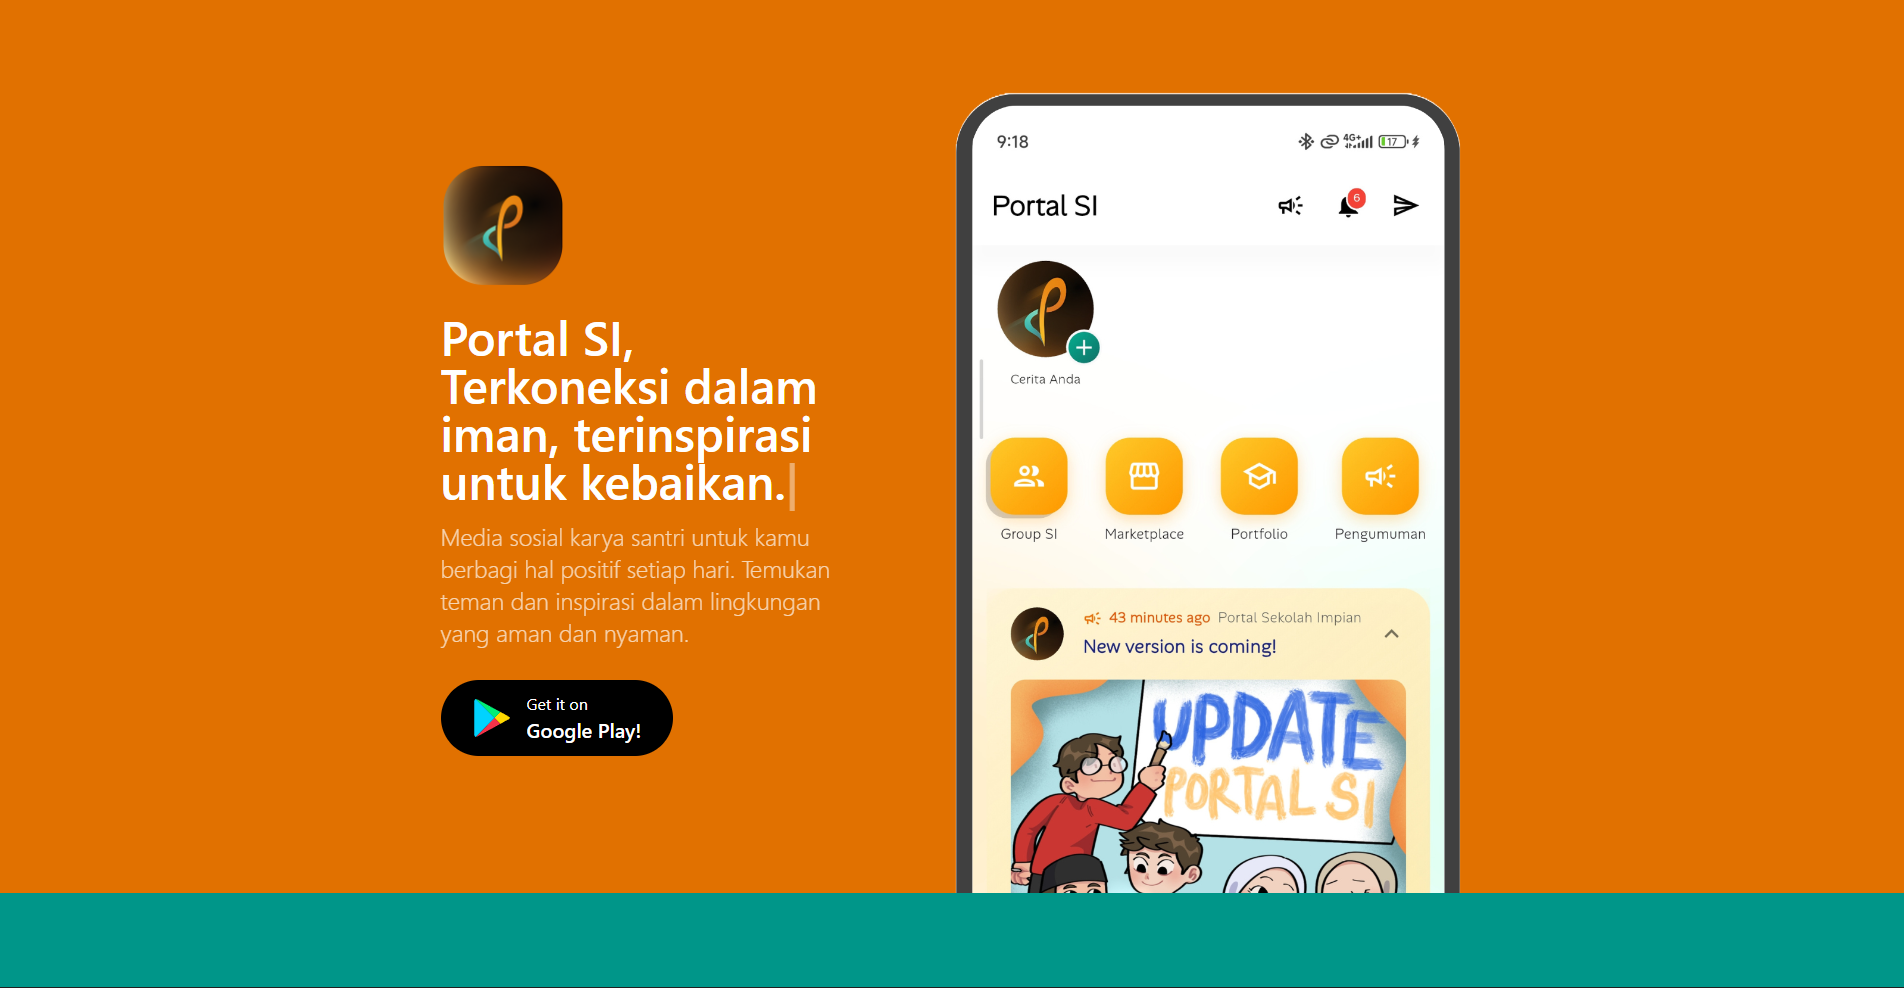 Portal SI,
Terkoneksi dalam
iman, terinspirasi
untuk kebaikan.
Media sosial karya santri untuk kamu
berbagi hal positif setiap hari. Temukan
teman dan inspirasi dalam lingkungan
yang aman dan nyaman.
Get it on
Google Play!
9:18
4G+
17
Portal SI
6
Cerita Anda
Group SI
Marketplace
Portfolio
Pengumuman
43 minutes ago Portal Sekolah Impian
New version is coming!
UPDATE
PORTAL SI